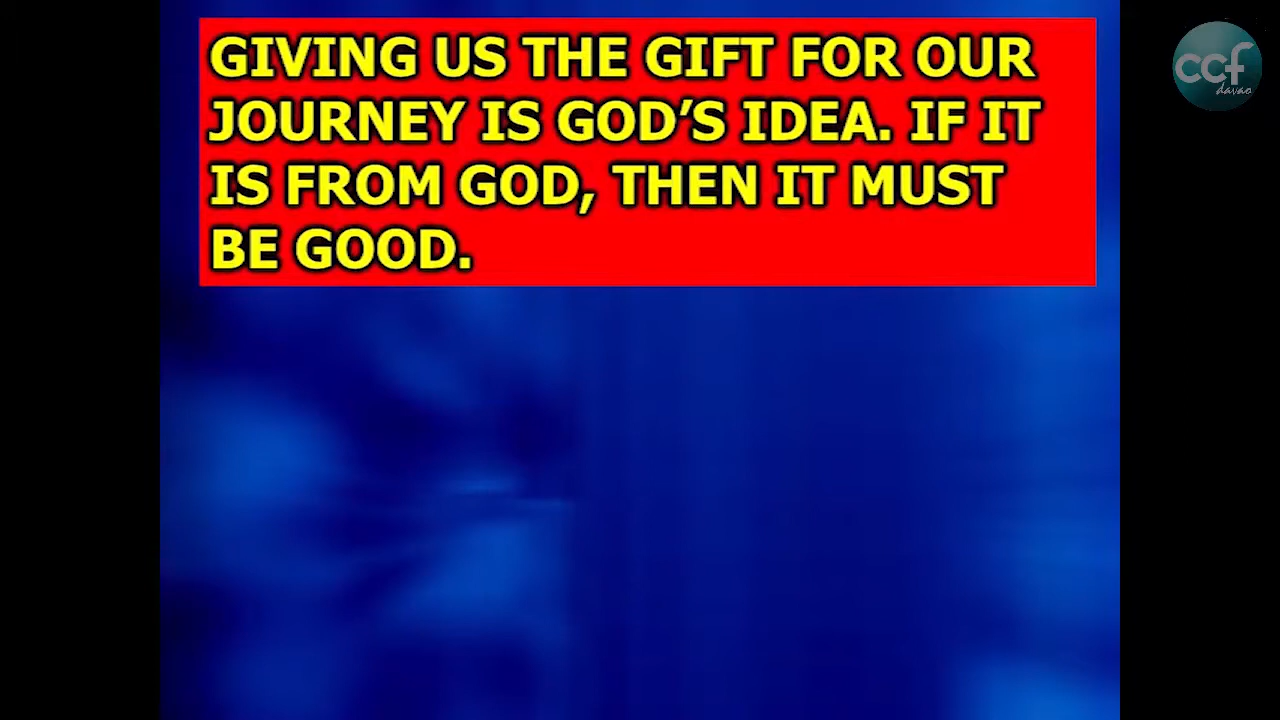 GIVING US THE GIFT FOR OUR
JOURNEY IS GOD’S IDEA. IF IT
IS FROM GOD, THEN IT MUST
BE GOOD.
ccf
davao